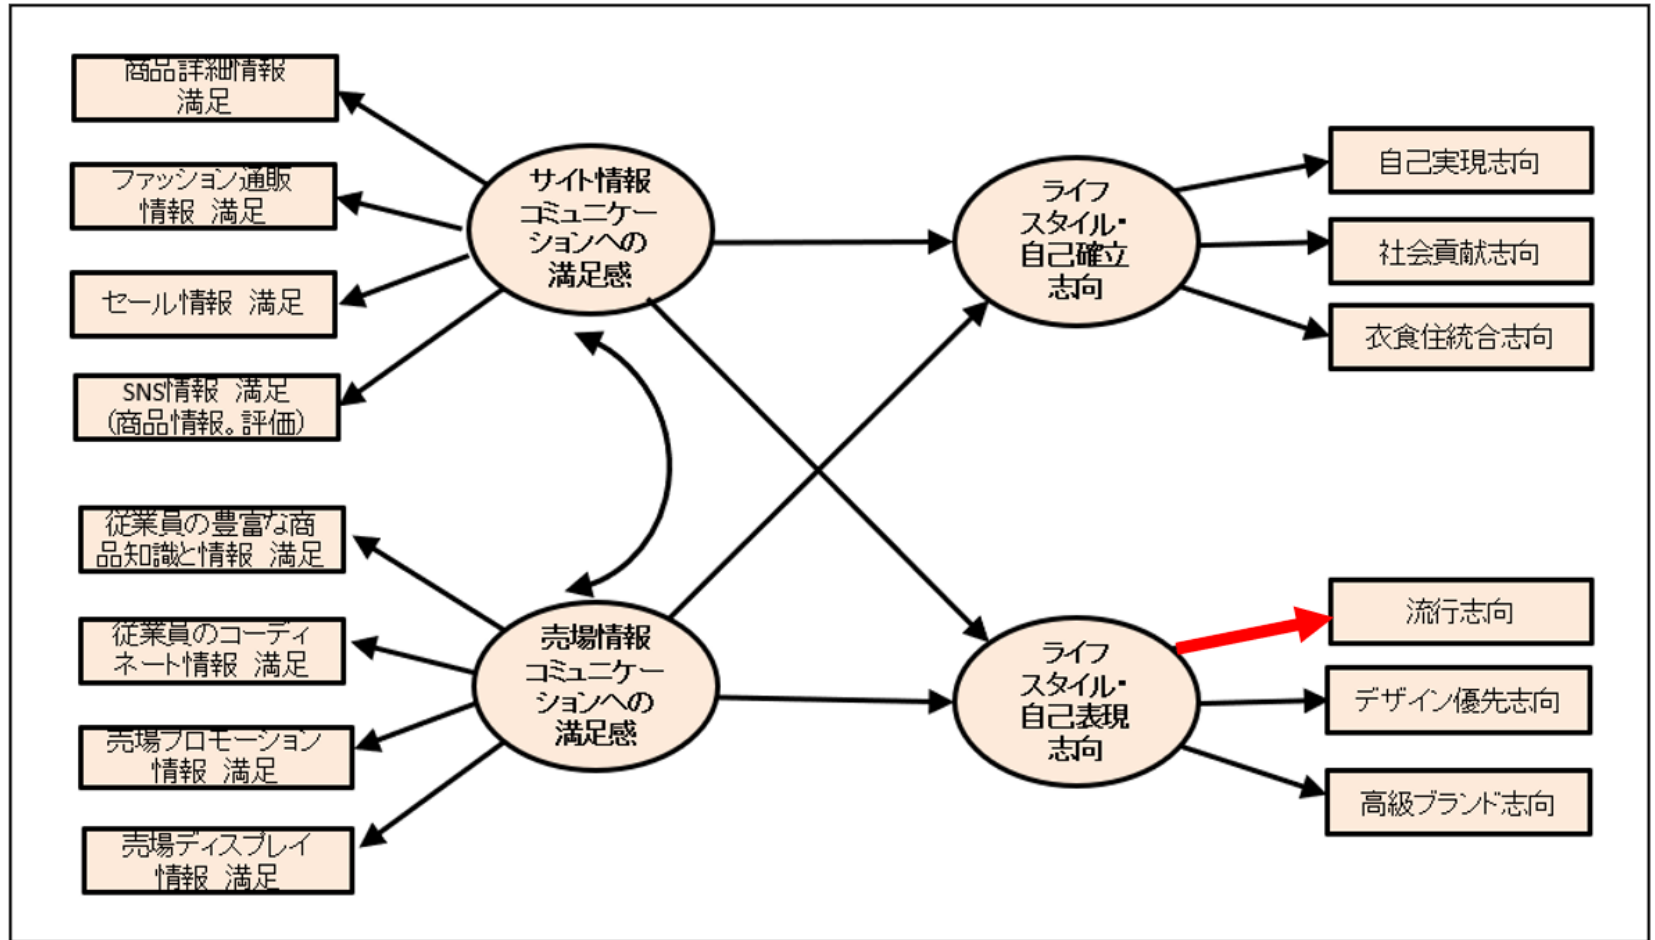 商品詳細情報
満足
ファッション通販
情報 満足
セール情報 満足
SNS情報 満足
(商品情報。評価)
従業員の豊富な商
品知識と情報 満足
従業員のコーディ
ネート情報 満足
売場プロモーション
情報 満足
売場ディスプレイ
情報 満足
サイト情報
コミュニケー
ションへの
満足感
売場情報
コミュニケー
ションへの
満足感
ライフ
スタイル・
自己確立
志向
ライフ
スタイル・
自己表現
志向
自己実現志向
社会貢献志向
衣食住統合志向
流行志向
デザイン優先志向
高級ブランド志向